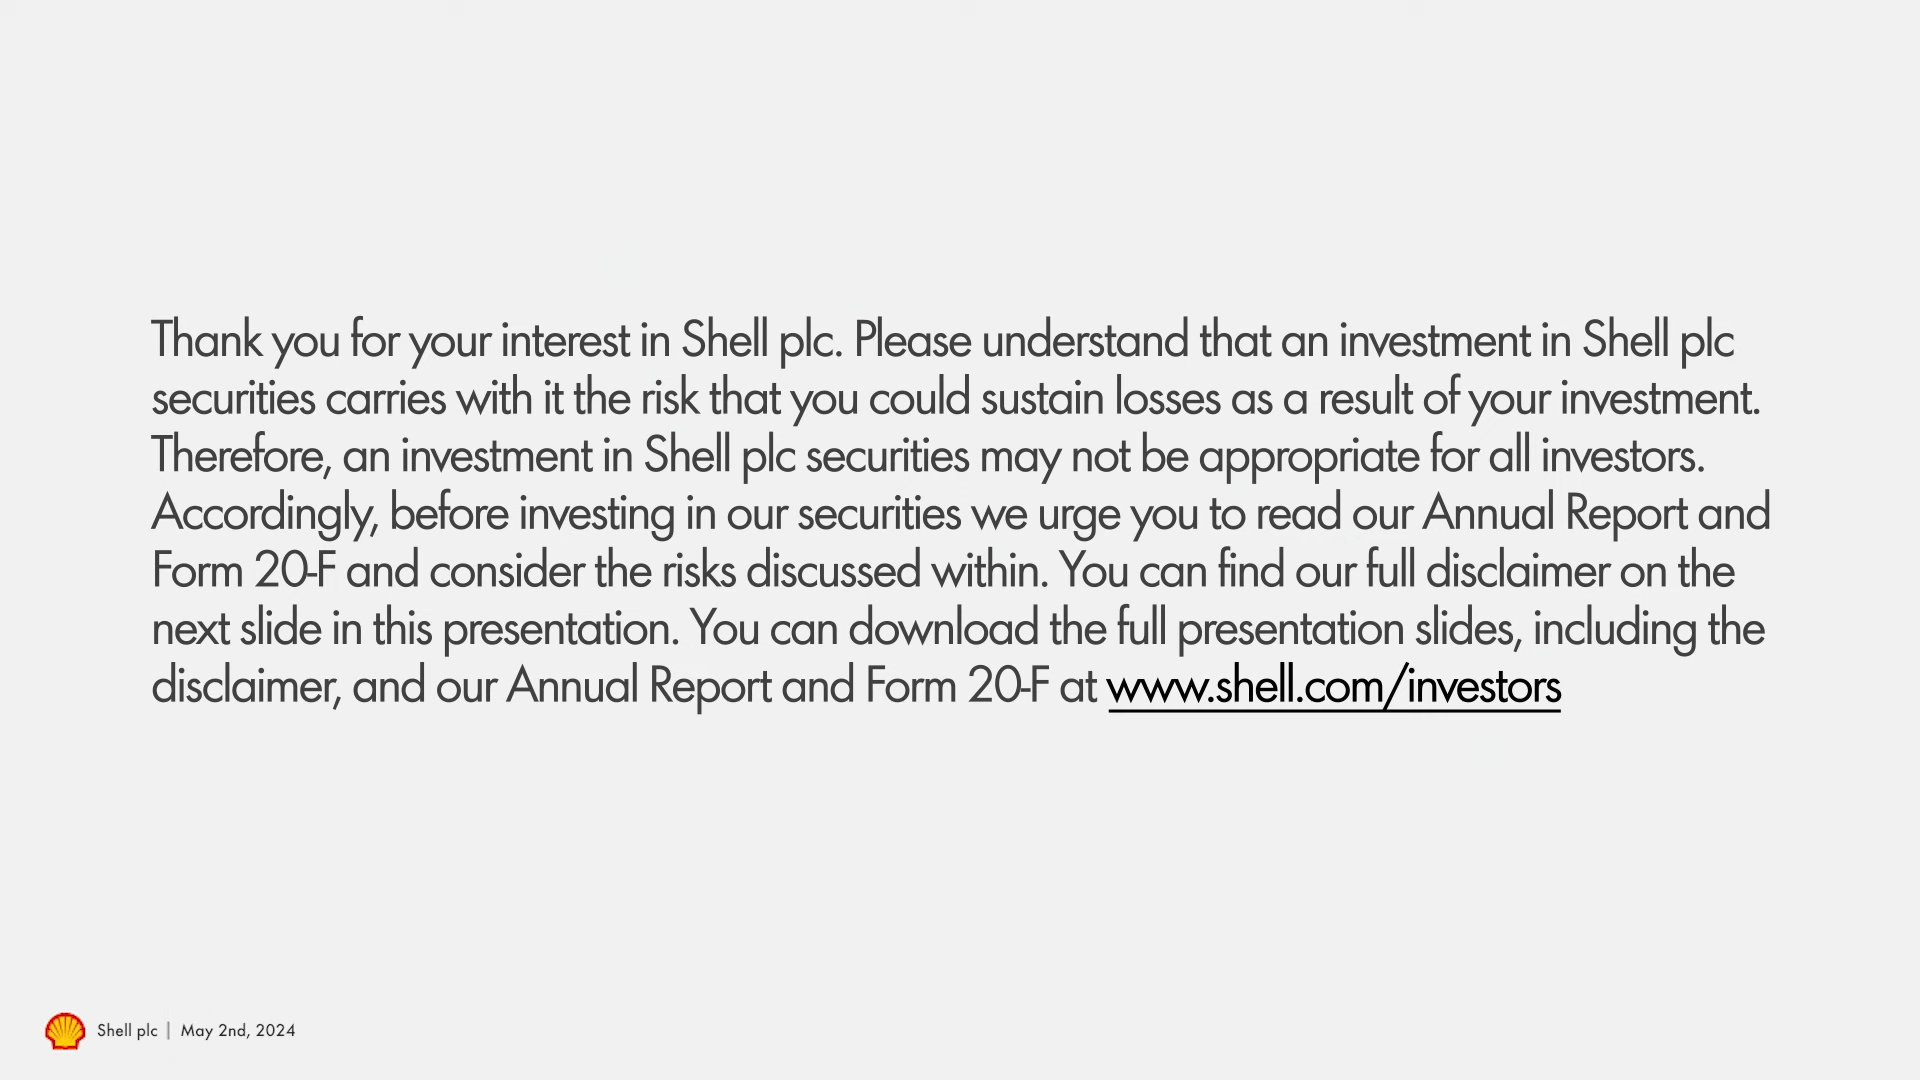 Thank you for your interest in Shell plc. Please understand that an investment in Shell plc
securities carries with it the risk that you could sustain losses as a result of your investment.
Therefore, an investment in Shell plc securities may not be appropriate for all investors.
Accordingly, before investing in our securities we urge you to read our Annual Report and
Form 20-F and consider the risks discussed within. You can find our full disclaimer on the
next slide in this presentation. You can download the full presentation slides, including the
disclaimer, and our Annual Report and Form 20-F at www.shell.com/investors
Shell plc | May 2nd, 2024